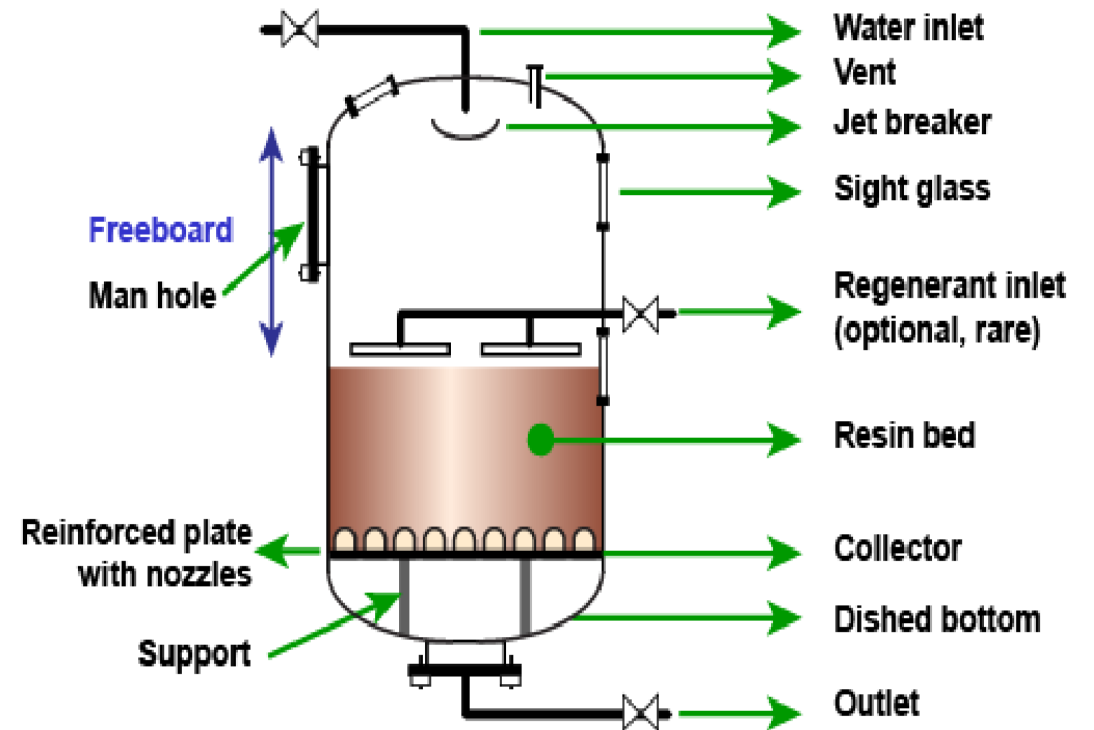 Water inlet
Vent
Jet breaker
Sight glass
Freeboard
Man hole
Regenerant inlet
(optional, rare)
Resin bed
Reinforced plate
with nozzles
Collector
Dished bottom
Support
Outlet